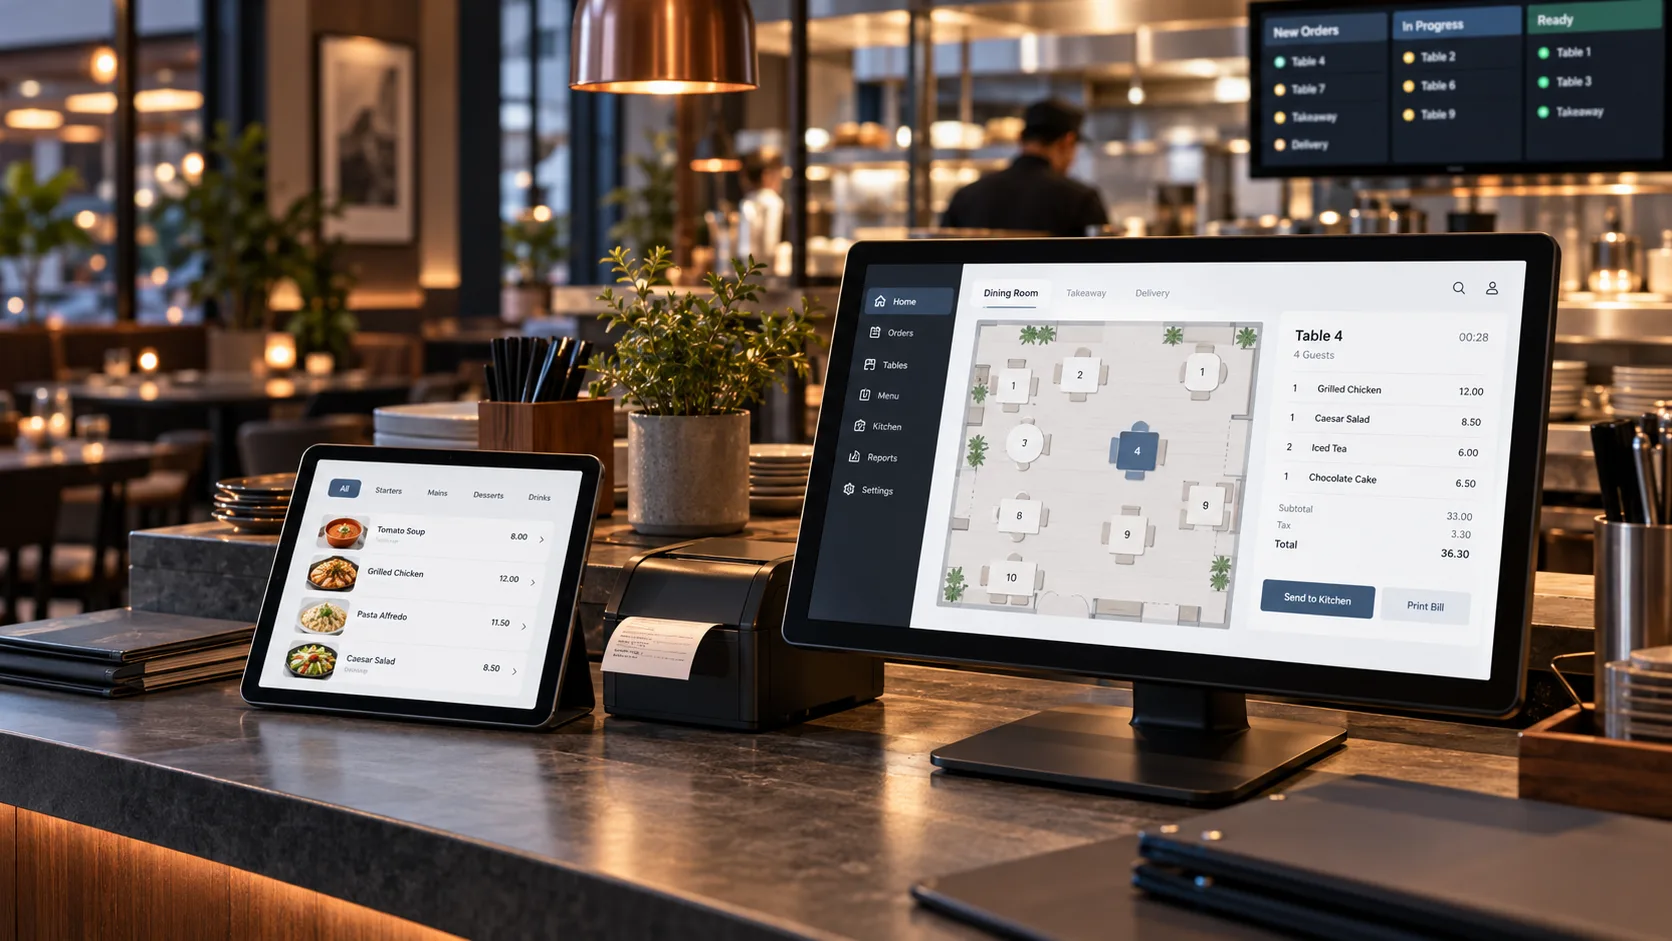 New Orders
Table 4
Table 7
Takeaway
Delivery
In Progress
Table 2
Table 6
Table 9
Ready
Table 1
Table 3
Takeaway
All
Starters
Mains
Desserts
Drinks
Tomato Soup
8.00
Grilled Chicken
12.00
Pasta Alfredo
11.50
Caesar Salad
8.50
Home
Orders
Tables
Menu
Kitchen
Reports
Settings
Dining Room
Takeaway
Delivery
1
2
1
3
4
8
9
9
10
Table 4
00:28
4 Guests
1 Grilled Chicken 12.00
1 Caesar Salad 8.50
2 Iced Tea 6.00
1 Chocolate Cake 6.50
Subtotal 33.00
Tax 3.30
Total 36.30
Send to Kitchen
Print Bill